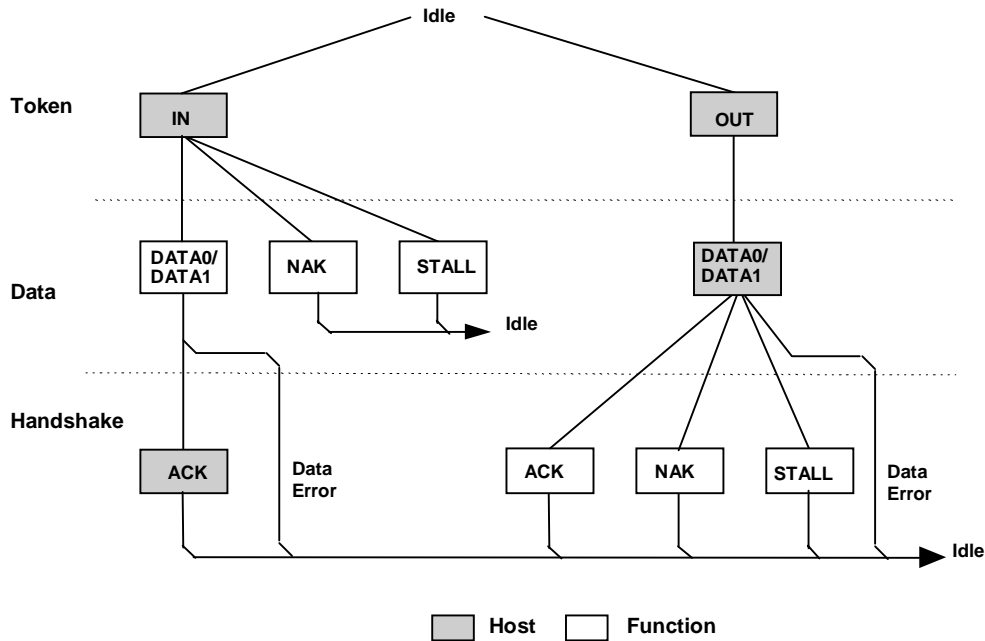 Idle
Token
IN
OUT
DATA0/
DATA1
NAK
STALL
DATA0/
DATA1
Data
Idle
Handshake
ACK
Data
Error
ACK
NAK
STALL
Data
Error
Idle
Host
Function